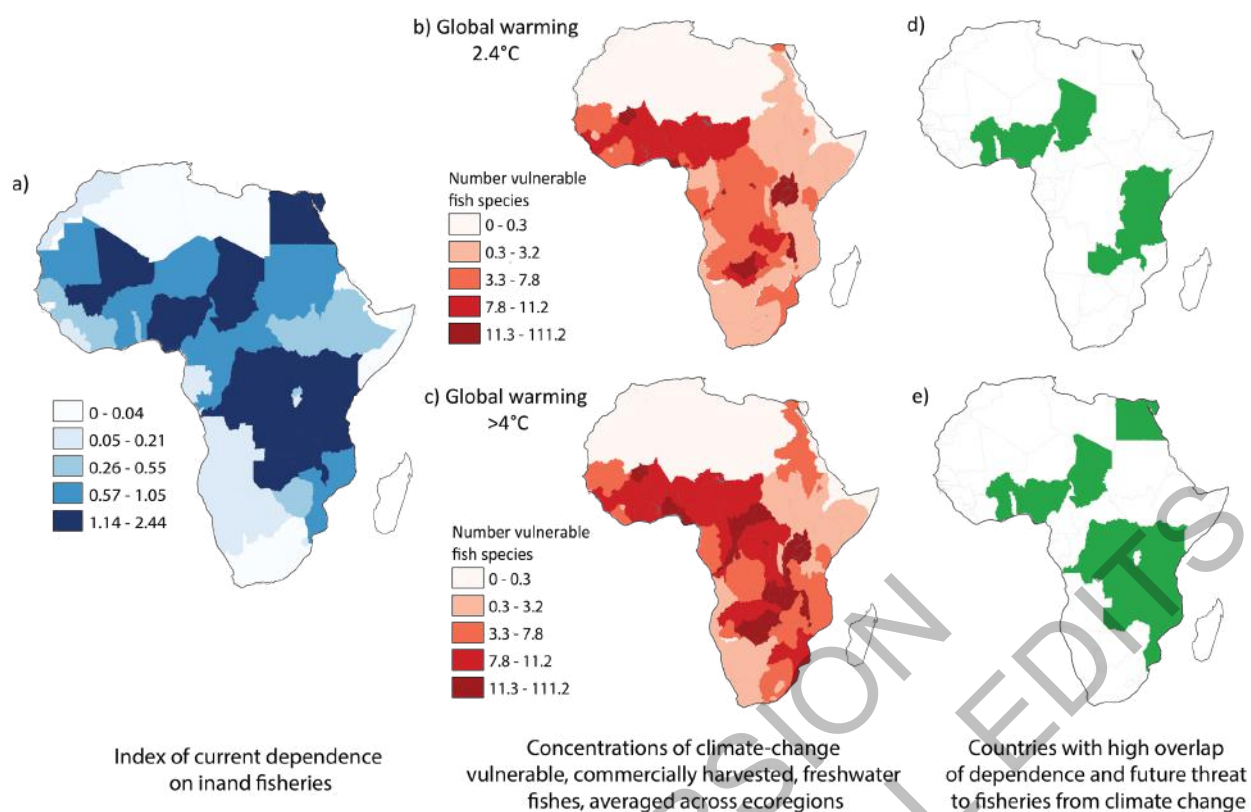 a)
0 - 0.04
0.05 - 0.21
0.26 - 0.55
0.57 - 1.05
1.14 - 2.44
Index of current dependence
on inand fisheries
b) Global warming
2.4°C
Number vulnerable
fish species
0 - 0.3
0.3 - 3.2
3.3 - 7.8
7.8 - 11.2
11.3 - 111.2
c) Global warming
>4°C
Number vulnerable
fish species
0 - 0.3
0.3 - 3.2
3.3 - 7.8
7.8 - 11.2
11.3 - 111.2
Concentrations of climate-change
vulnerable, commercially harvested, freshwater
fishes, averaged across ecoregions
d)
e)
Countries with high overlap
of dependence and future threat
to fisheries from climate change
EDITS